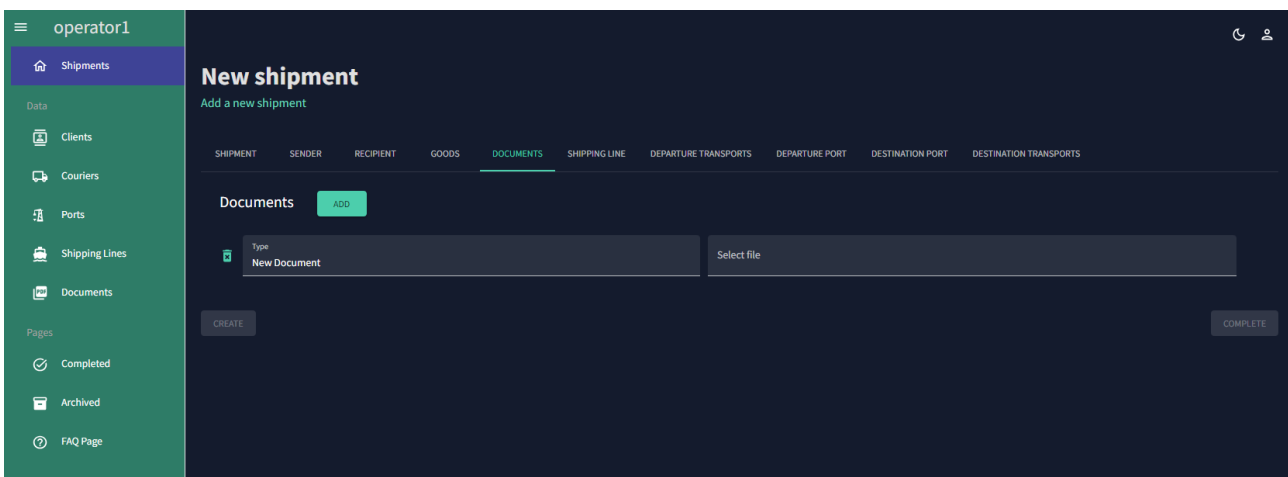 operator1
Shipments
Data
Clients
Couriers
Ports
Shipping Lines
Documents
Pages
Completed
Archived
FAQ Page
New shipment
Add a new shipment
SHIPMENT SENDER RECIPIENT GOODS DOCUMENTS SHIPPING LINE DEPARTURE TRANSPORTS DEPARTURE PORT DESTINATION PORT DESTINATION TRANSPORTS
Documents ADD
Type
New Document
Select file
CREATE COMPLETE